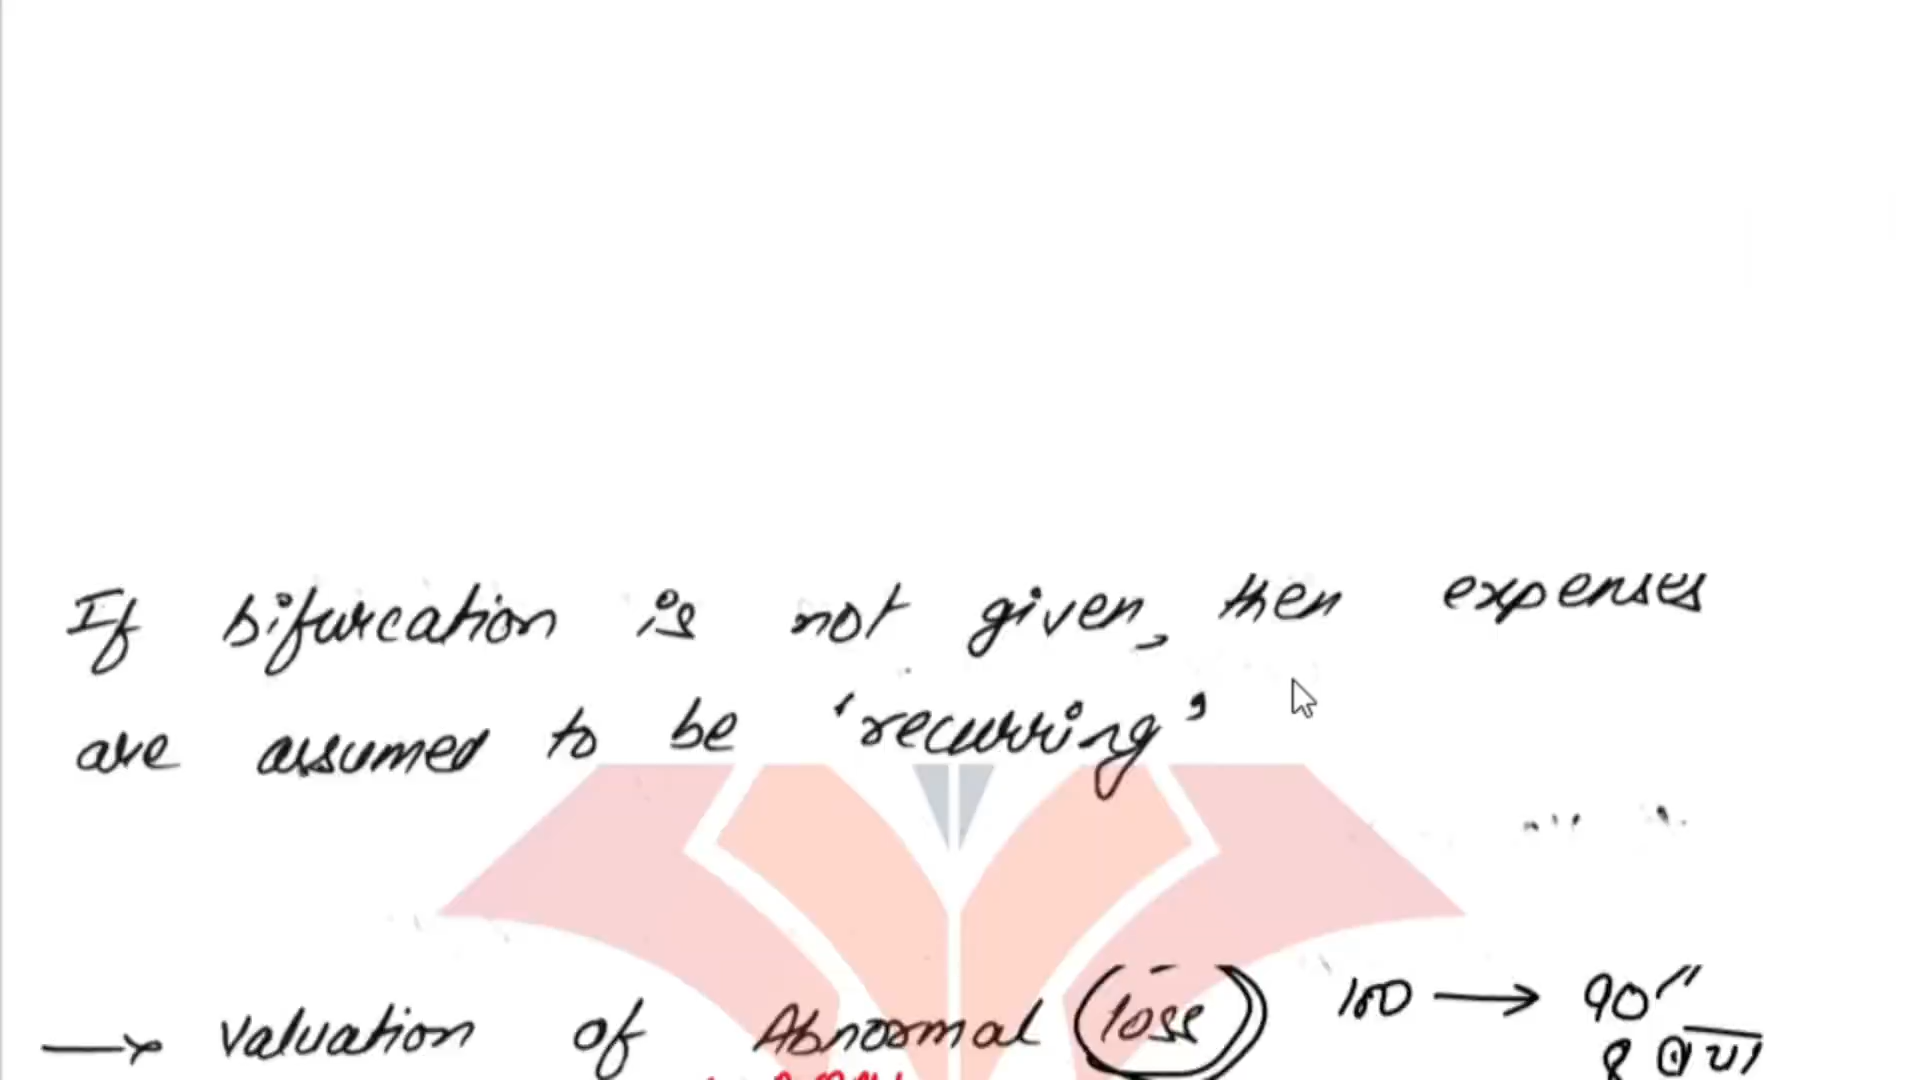 If bifurcation is not given, then expenses
are assumed to be 'recurring'
→ Valuation of Abnormal loss 100 → 90"